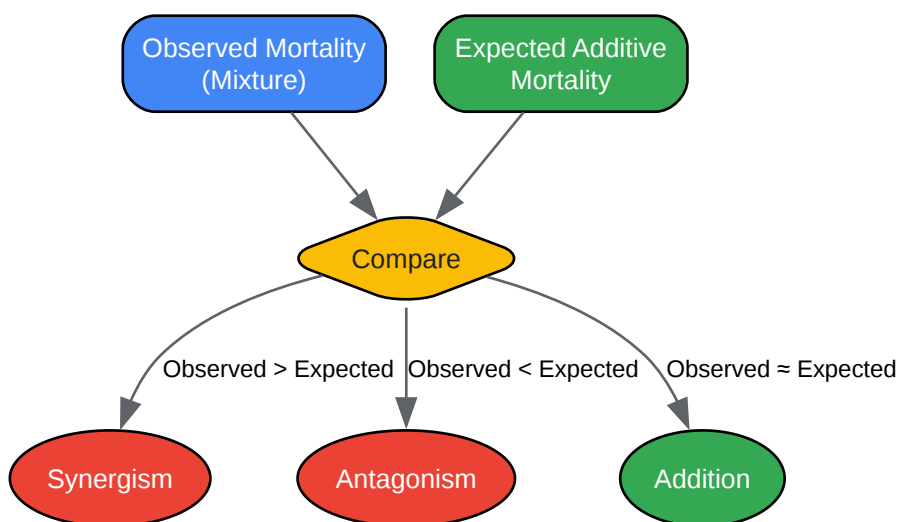 Observed Mortality
(Mixture)
Expected Additive
Mortality
Compare
Observed > Expected
Observed < Expected
Observed ≈ Expected
Synergism
Antagonism
Addition